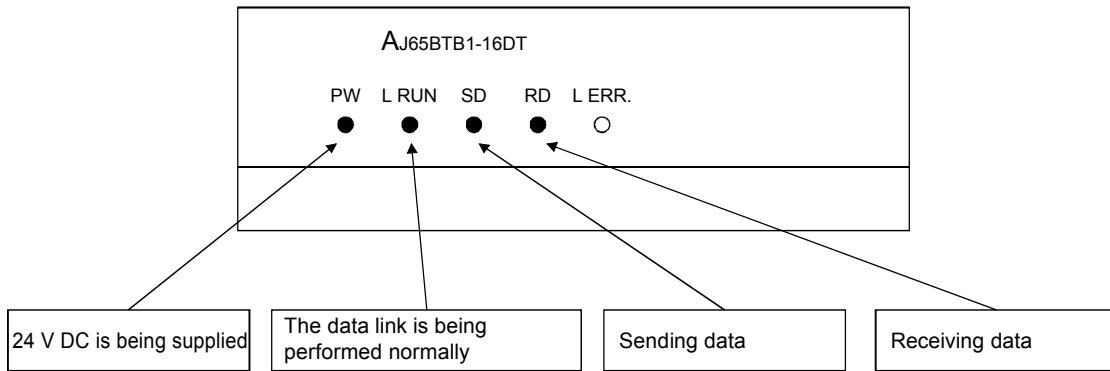 AJ65BTB1-16DT
PW L RUN SD RD L ERR.
24 V DC is being supplied
The data link is being
performed normally
Sending data
Receiving data